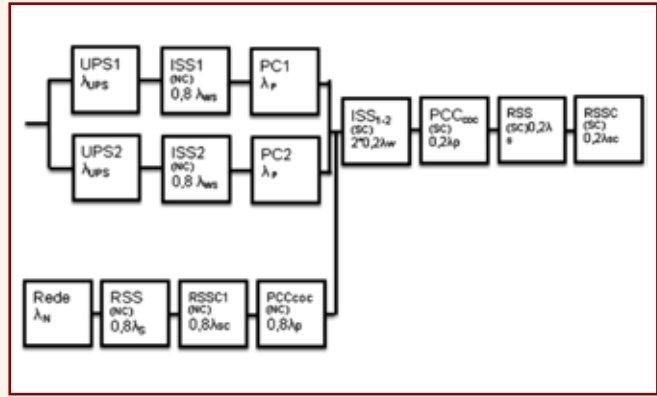 UPS1
λUPS
ISS1
(NC)
0,8 λWS
PC1
λP
UPS2
λUPS
ISS2
(NC)
0,8 λWS
PC2
λP
ISS1-2
(SC)
2*0,2λw
PCCcoc
(SC)
0,2λp
RSS
(SC)0,2λ
s
RSSC
(SC)
0,2λsc
Rede
λN
RSS
(NC)
0,8λS
RSSC1
(NC)
0,8λsc
PCCcoc
(NC)
0,8λp